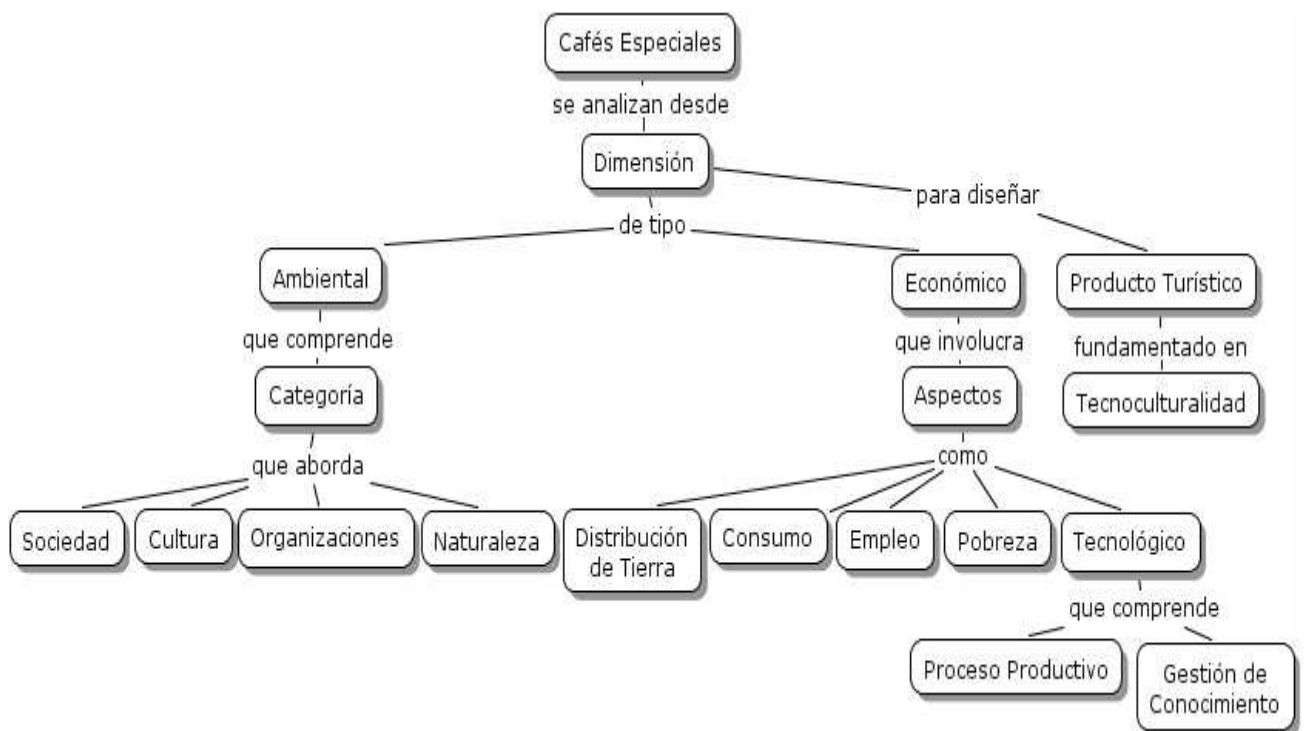 Cafés Especiales
se analizan desde
Dimensión
para diseñar
de tipo
Ambiental
Económico
Producto Turístico
que comprende
que involucra
fundamentado en
Categoría
Aspectos
Tecnoculturalidad
que aborda
como
Sociedad
Cultura
Organizaciones
Naturaleza
Distribución
de Tierra
Consumo
Empleo
Pobreza
Tecnológico
que comprende
Proceso Productivo
Gestión de
Conocimiento